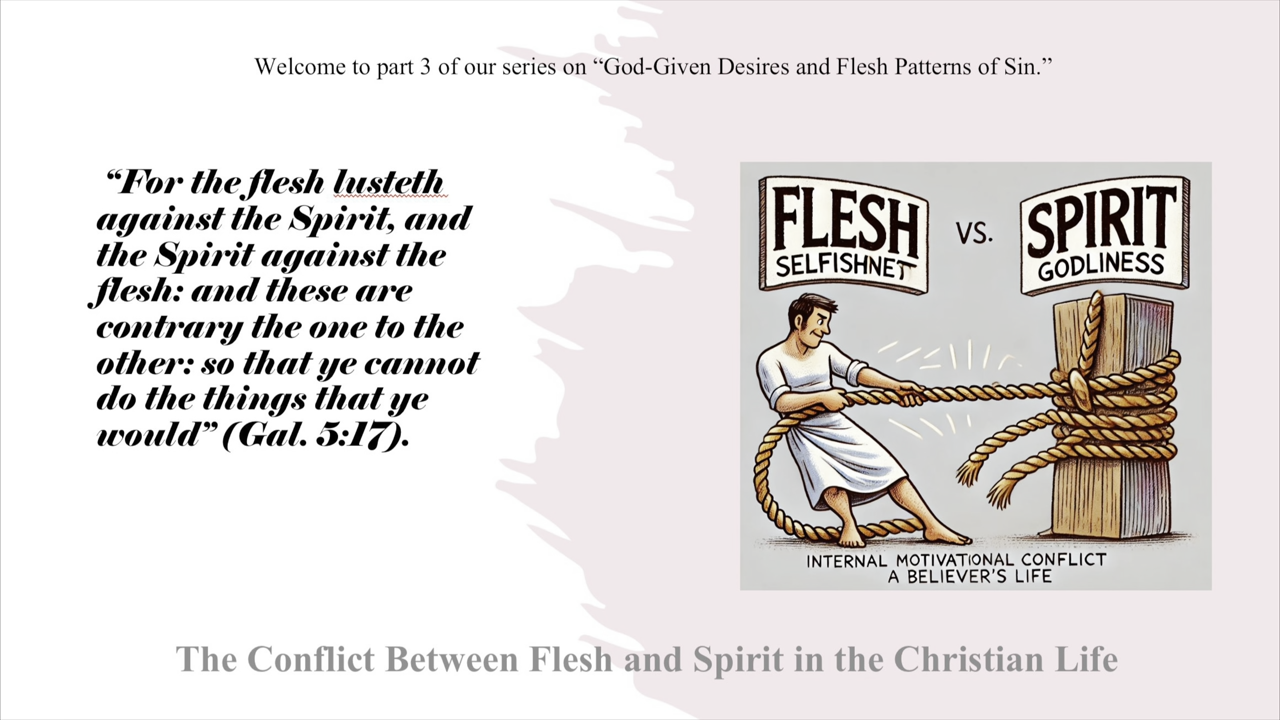 Welcome to part 3 of our series on “God-Given Desires and Flesh Patterns of Sin.”
“For the flesh lusteth
against the Spirit, and
the Spirit against the
flesh: and these are
contrary the one to the
other: so that ye cannot
do the things that ye
would” (Gal. 5:17).
FLESH
SELFISHNET
VS.
SPIRIT
GODLINESS
INTERNAL MOTIVATIONAL CONFLICT
A BELIEVER'S LIFE
The Conflict Between Flesh and Spirit in the Christian Life